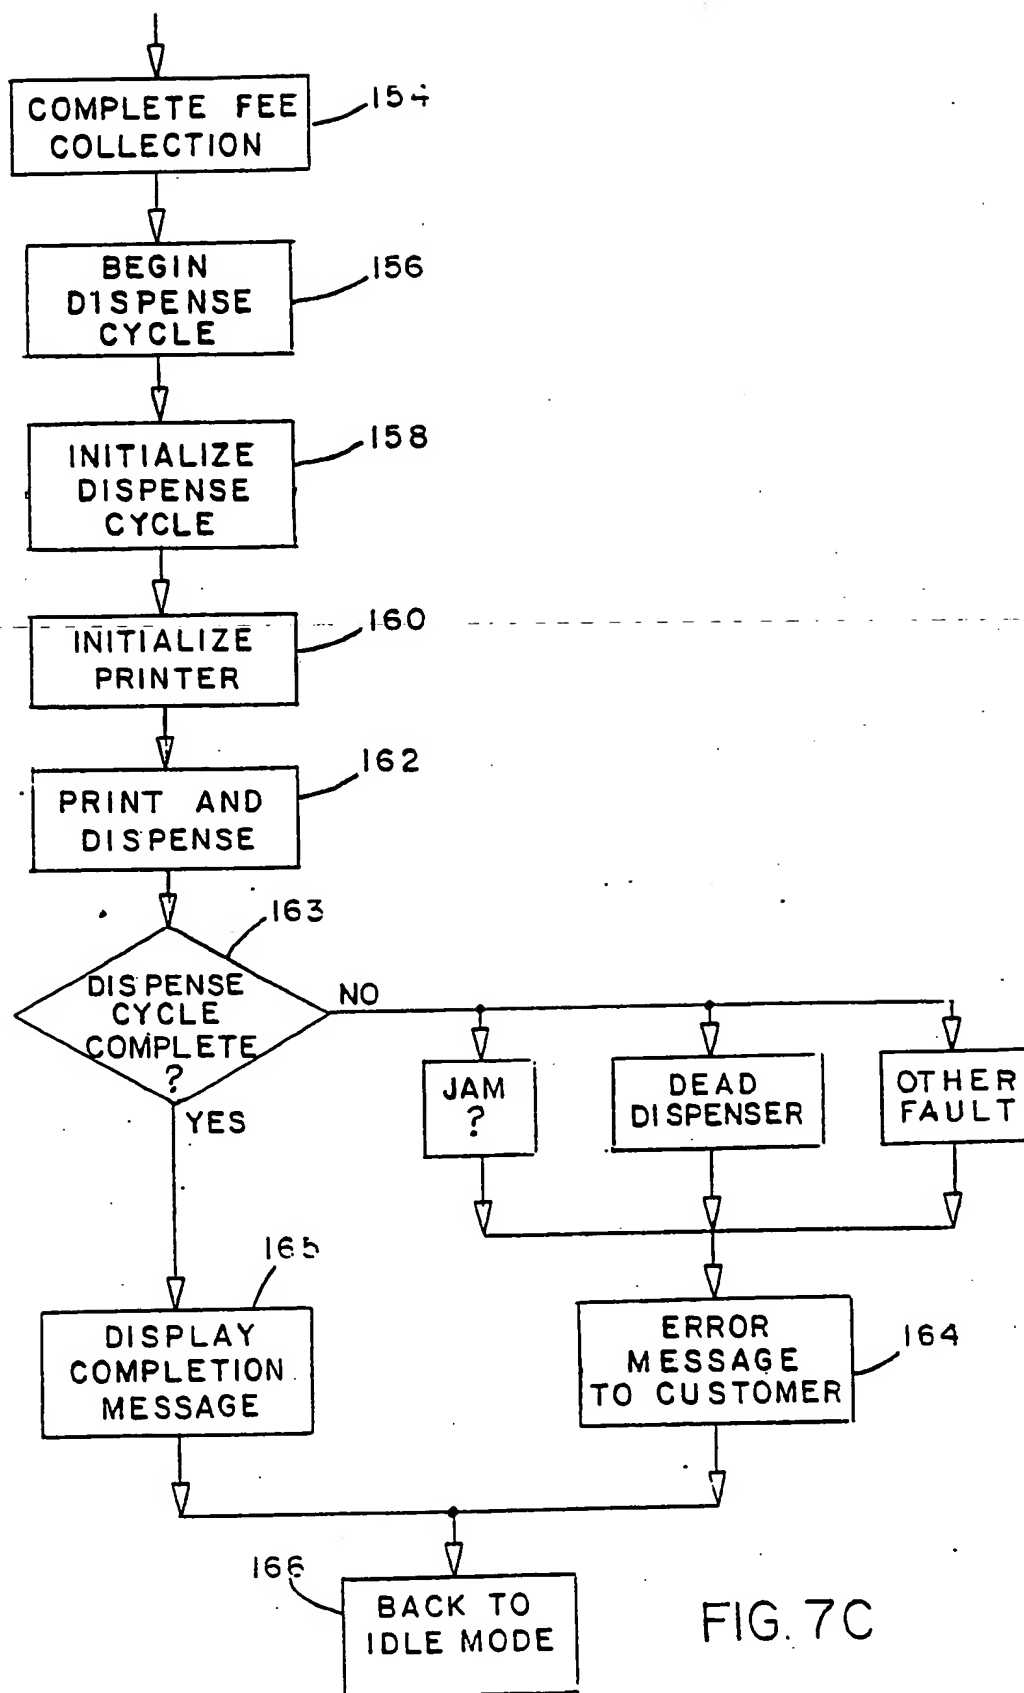 COMPLETE FEE
COLLECTION
154
BEGIN
DISPENSE
CYCLE
156
INITIALIZE
DISPENSE
CYCLE
158
INITIALIZE
PRINTER
160
PRINT AND
DISPENSE
162
163
DISPENSE
CYCLE
COMPLETE
?
NO
YES
JAM
?
DEAD
DISPENSER
OTHER
FAULT
165
DISPLAY
COMPLETION
MESSAGE
ERROR
MESSAGE
TO CUSTOMER
164
166
BACK TO
IDLE MODE
FIG. 7C